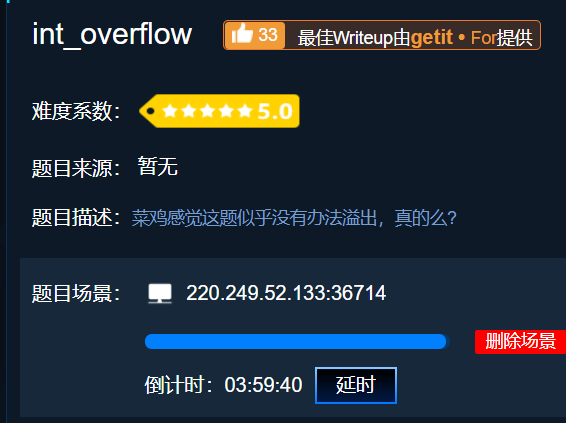 int_overflow 33 最佳Writeup由getit • For提供
难度系数： 5.0
题目来源： 暂无
题目描述：菜鸡感觉这题似乎没有办法溢出，真的么?
题目场景： 220.249.52.133:36714
删除场景
倒计时：03:59:40 延时